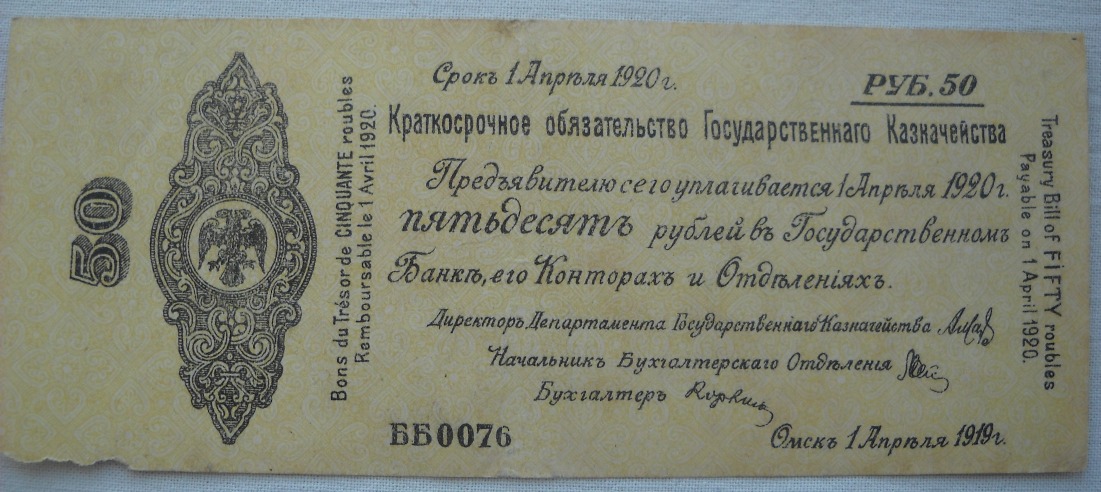 50
Bons du Trésor de CINQUANTE roubles
Remboursable le 1 Avril 1920.
Срокъ 1 Апрѣля 1920 г.
РУБ. 50
Краткосрочное обязательство Государственнаго Казначейства
Предъявителю сего уплачивается 1 Апрѣля 1920 г.
пятьдесятъ рублей въ Государственномъ
Банкѣ, его Конторахъ и Отдѣленіяхъ.
Директоръ Департамента Государственнаго Казначейства
Начальникъ Бухгалтерскаго Отдѣленія
Бухгалтеръ
ББ0076
Омскъ 1 Апрѣля 1919 г.
Treasury Bill of FIFTY roubles
Payable on 1 April 1920.